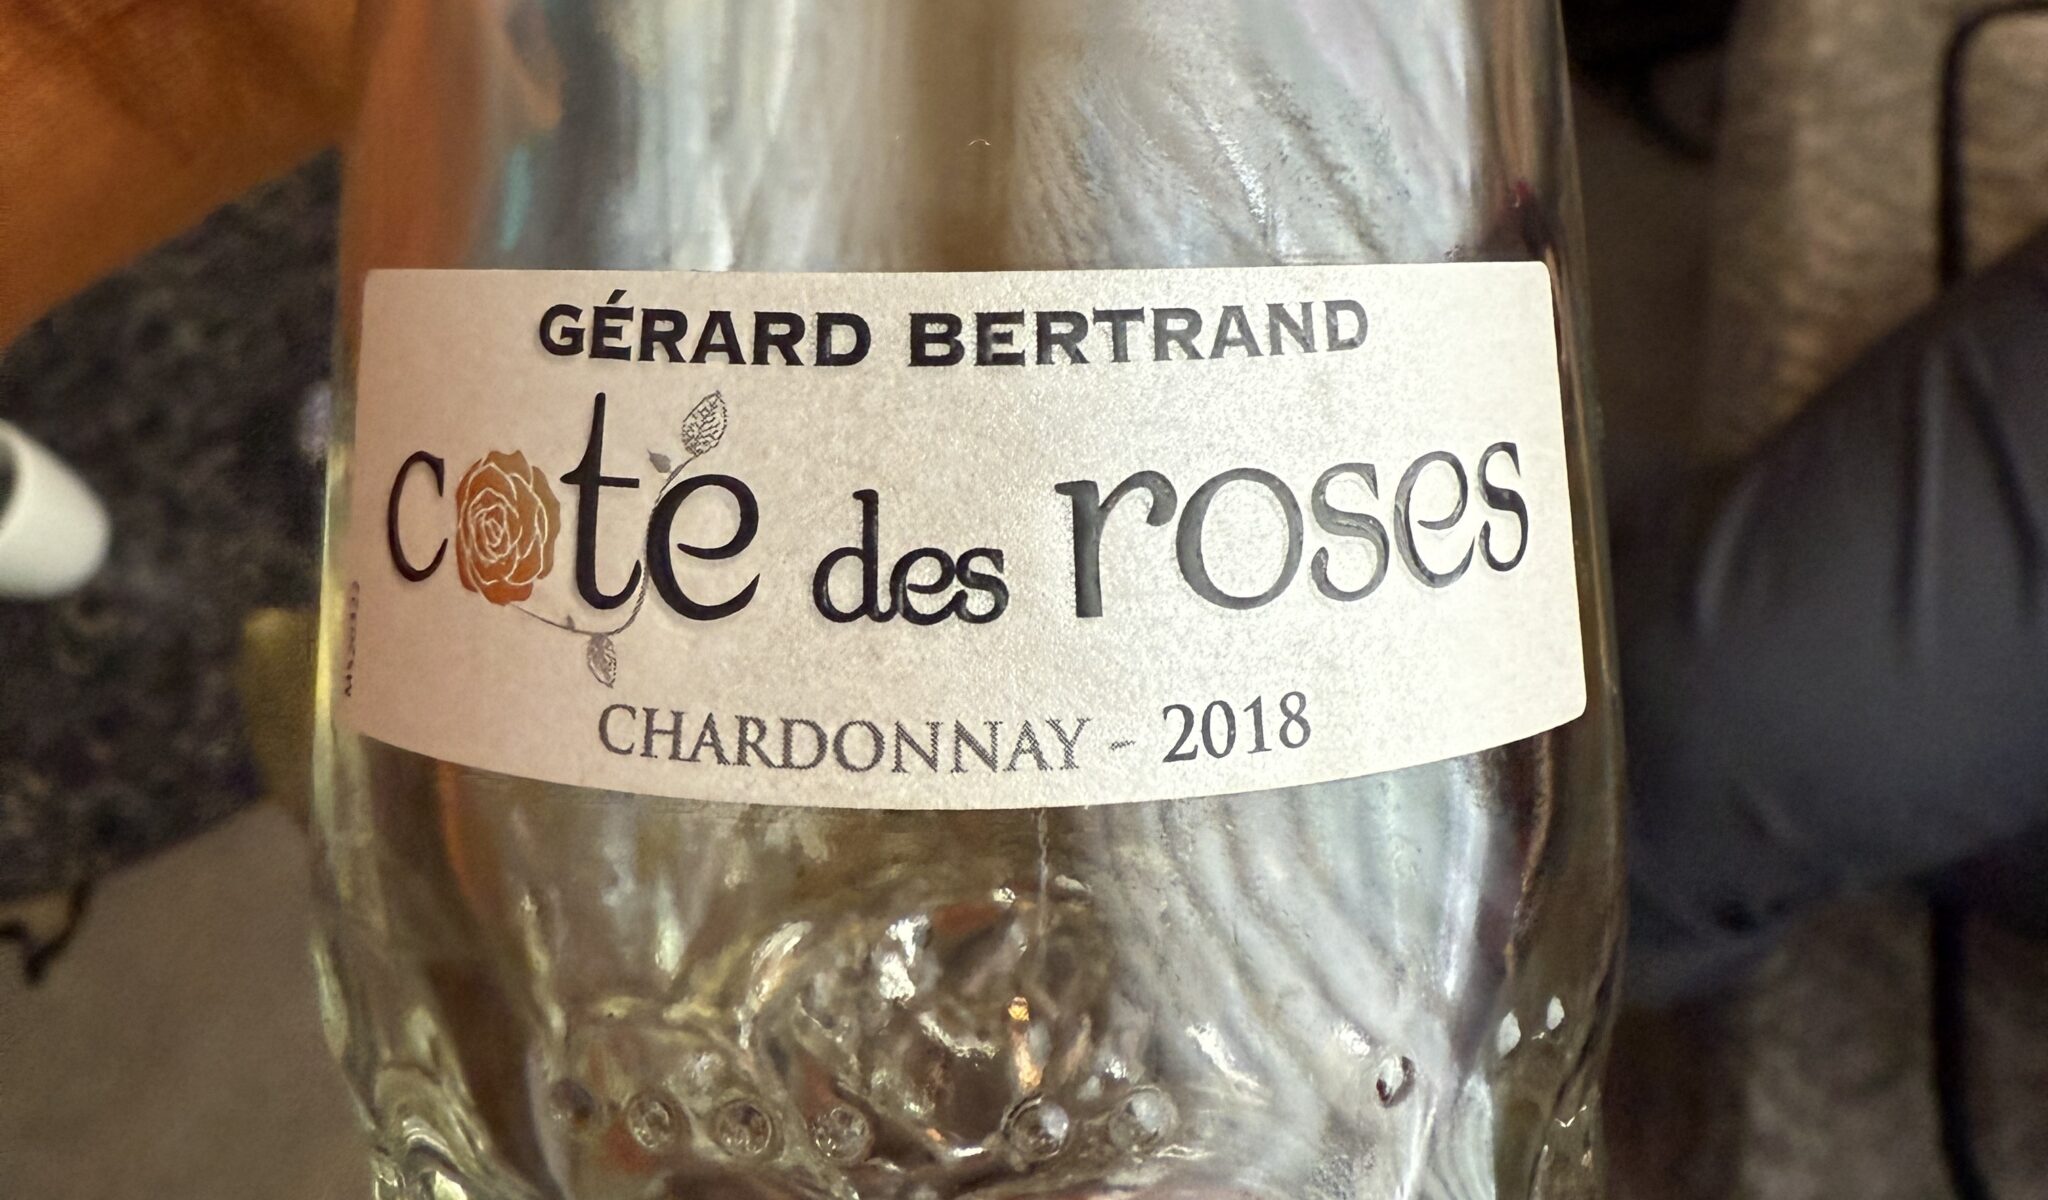 GÉRARD BERTRAND
cote des roses
CHARDONNAY - 2018